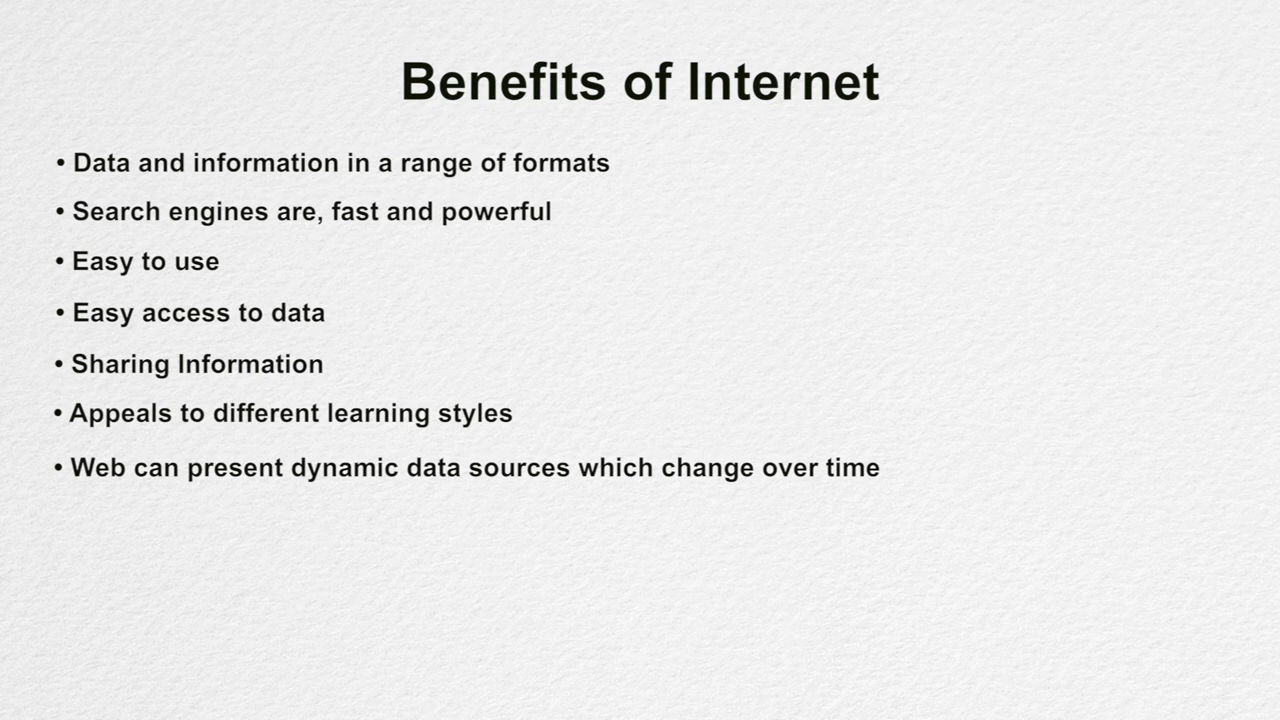 Benefits of Internet
• Data and information in a range of formats
• Search engines are, fast and powerful
• Easy to use
• Easy access to data
• Sharing Information
• Appeals to different learning styles
• Web can present dynamic data sources which change over time